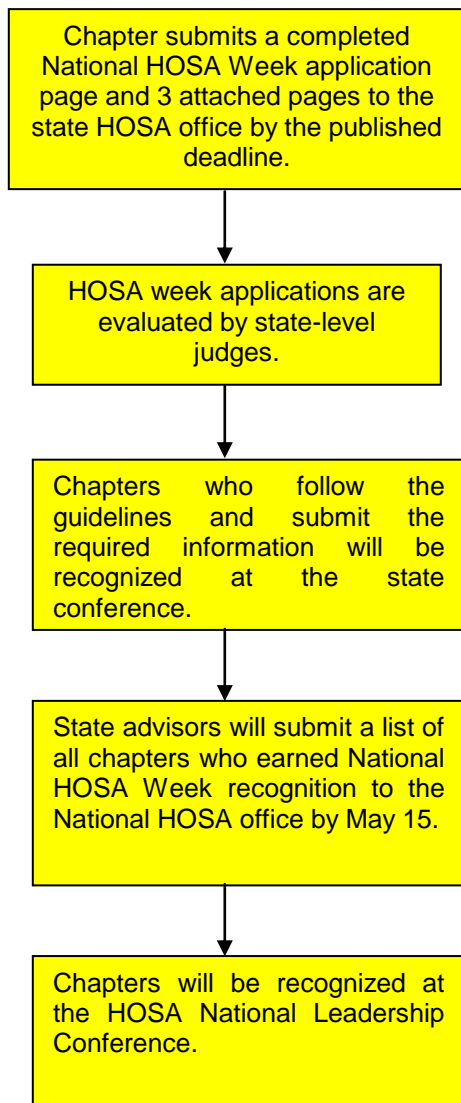 Chapter submits a completed
National HOSA Week application
page and 3 attached pages to the
state HOSA office by the published
deadline.
HOSA week applications are
evaluated by state-level
judges.
Chapters who follow the
guidelines and submit the
required information will be
recognized at the state
conference.
State advisors will submit a list of
all chapters who earned National
HOSA Week recognition to the
National HOSA office by May 15.
Chapters will be recognized at
the HOSA National Leadership
Conference.